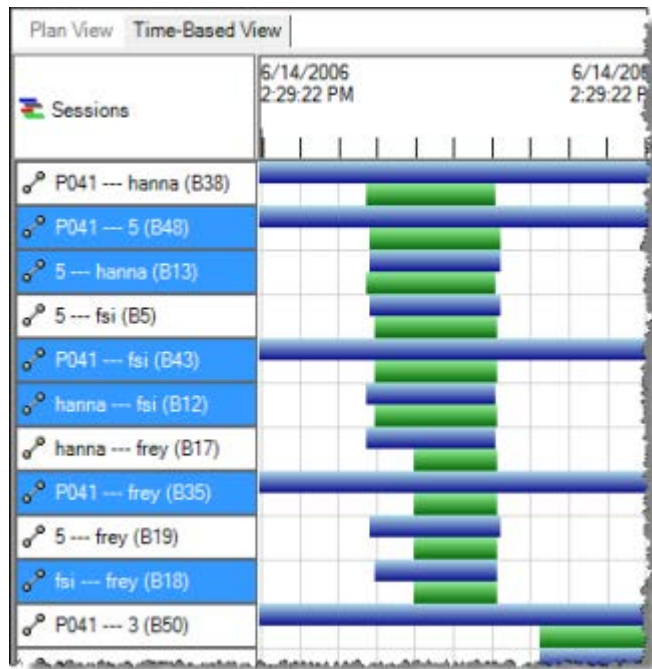 Plan View Time-Based View
6/14/2006 6/14/200
2:29:22 PM 2:29:22 P
Sessions
P041 --- hanna (B38)
P041 --- 5 (B48)
5 --- hanna (B13)
5 --- fsi (B5)
P041 --- fsi (B43)
hanna --- fsi (B12)
hanna --- frey (B17)
P041 --- frey (B35)
5 --- frey (B19)
fsi --- frey (B18)
P041 --- 3 (B50)